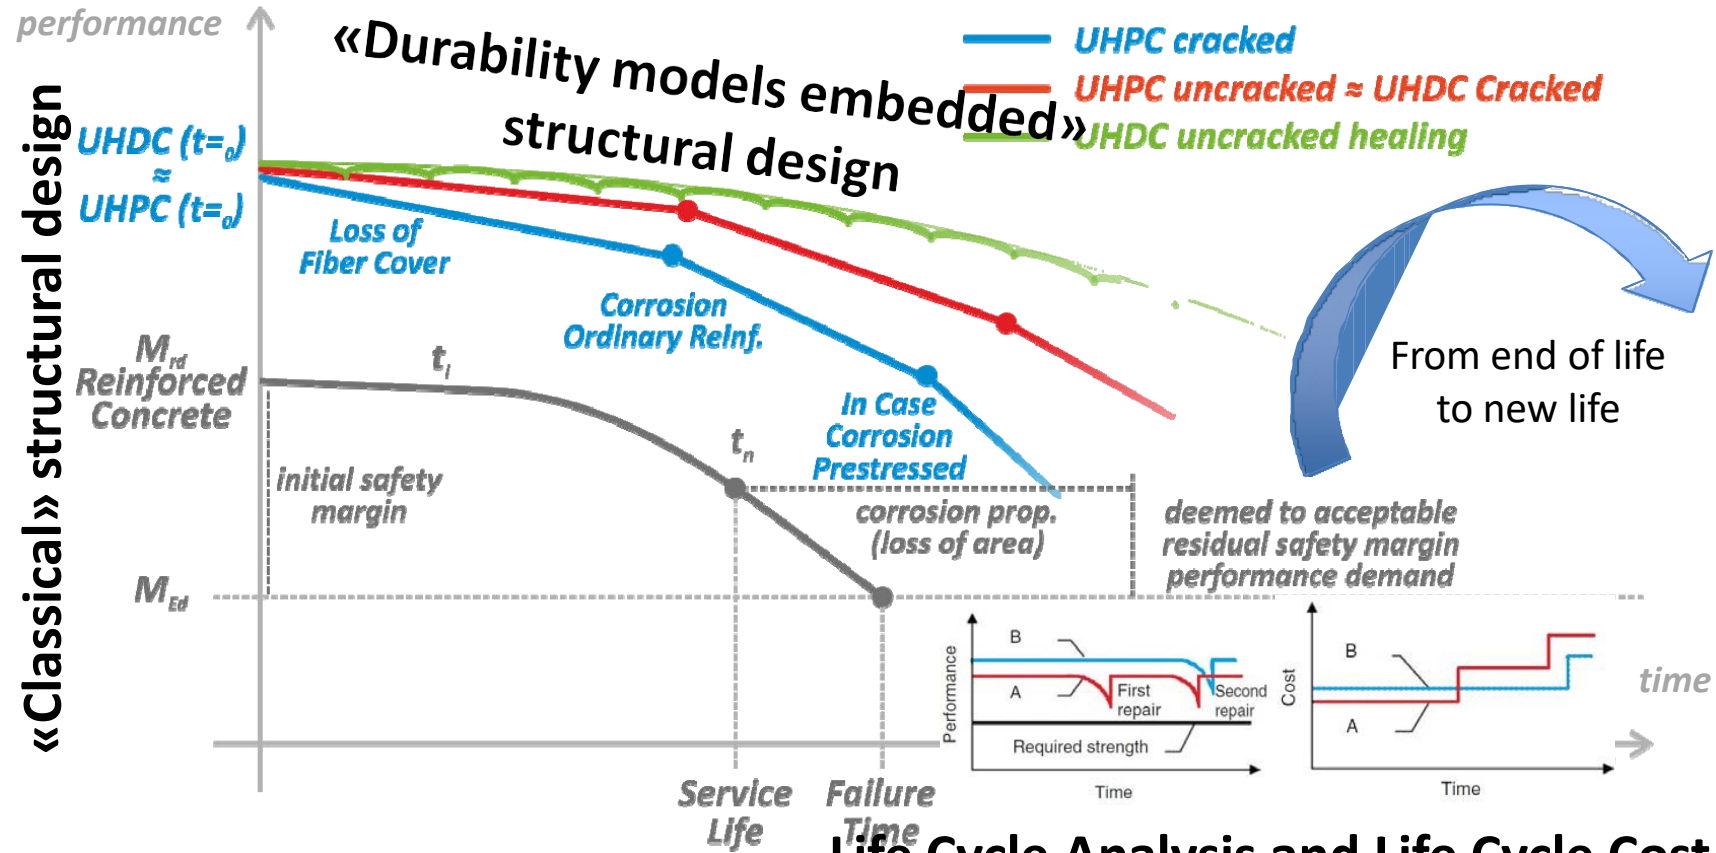 performance
«Durability models embedded»
structural design
«Classical» structural design
UHPC cracked
UHPC uncracked ≈ UHDC Cracked
UHDC uncracked healing
UHDC (t=0)
≈
UHPC (t=0)
Loss of
Fiber Cover
Corrosion
Ordinary Reinf.
In Case
Corrosion
Prestressed
From end of life
to new life
Mrd
Reinforced
Concrete
ti
tn
initial safety
margin
corrosion prop.
(loss of area)
deemed to acceptable
residual safety margin
performance demand
MEd
time
Service
Life
Failure
Time
Performance
B
A
First
repair
Second
repair
Required strength
Time
Cost
B
A
Time
Life Cycle Analysis and Life Cycle Cost